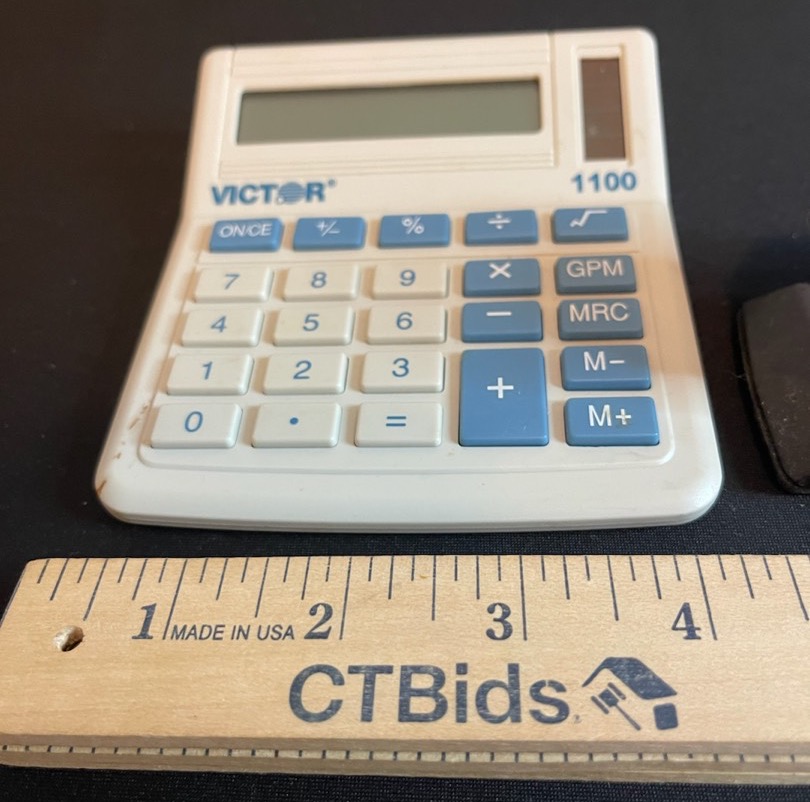 VICTOR®
1100
ON/CE +/− % ÷ √
7 8 9 × GPM
4 5 6 − MRC
1 2 3 + M−
0 . = M+
1 MADE IN USA 2 3 4
CTBids.